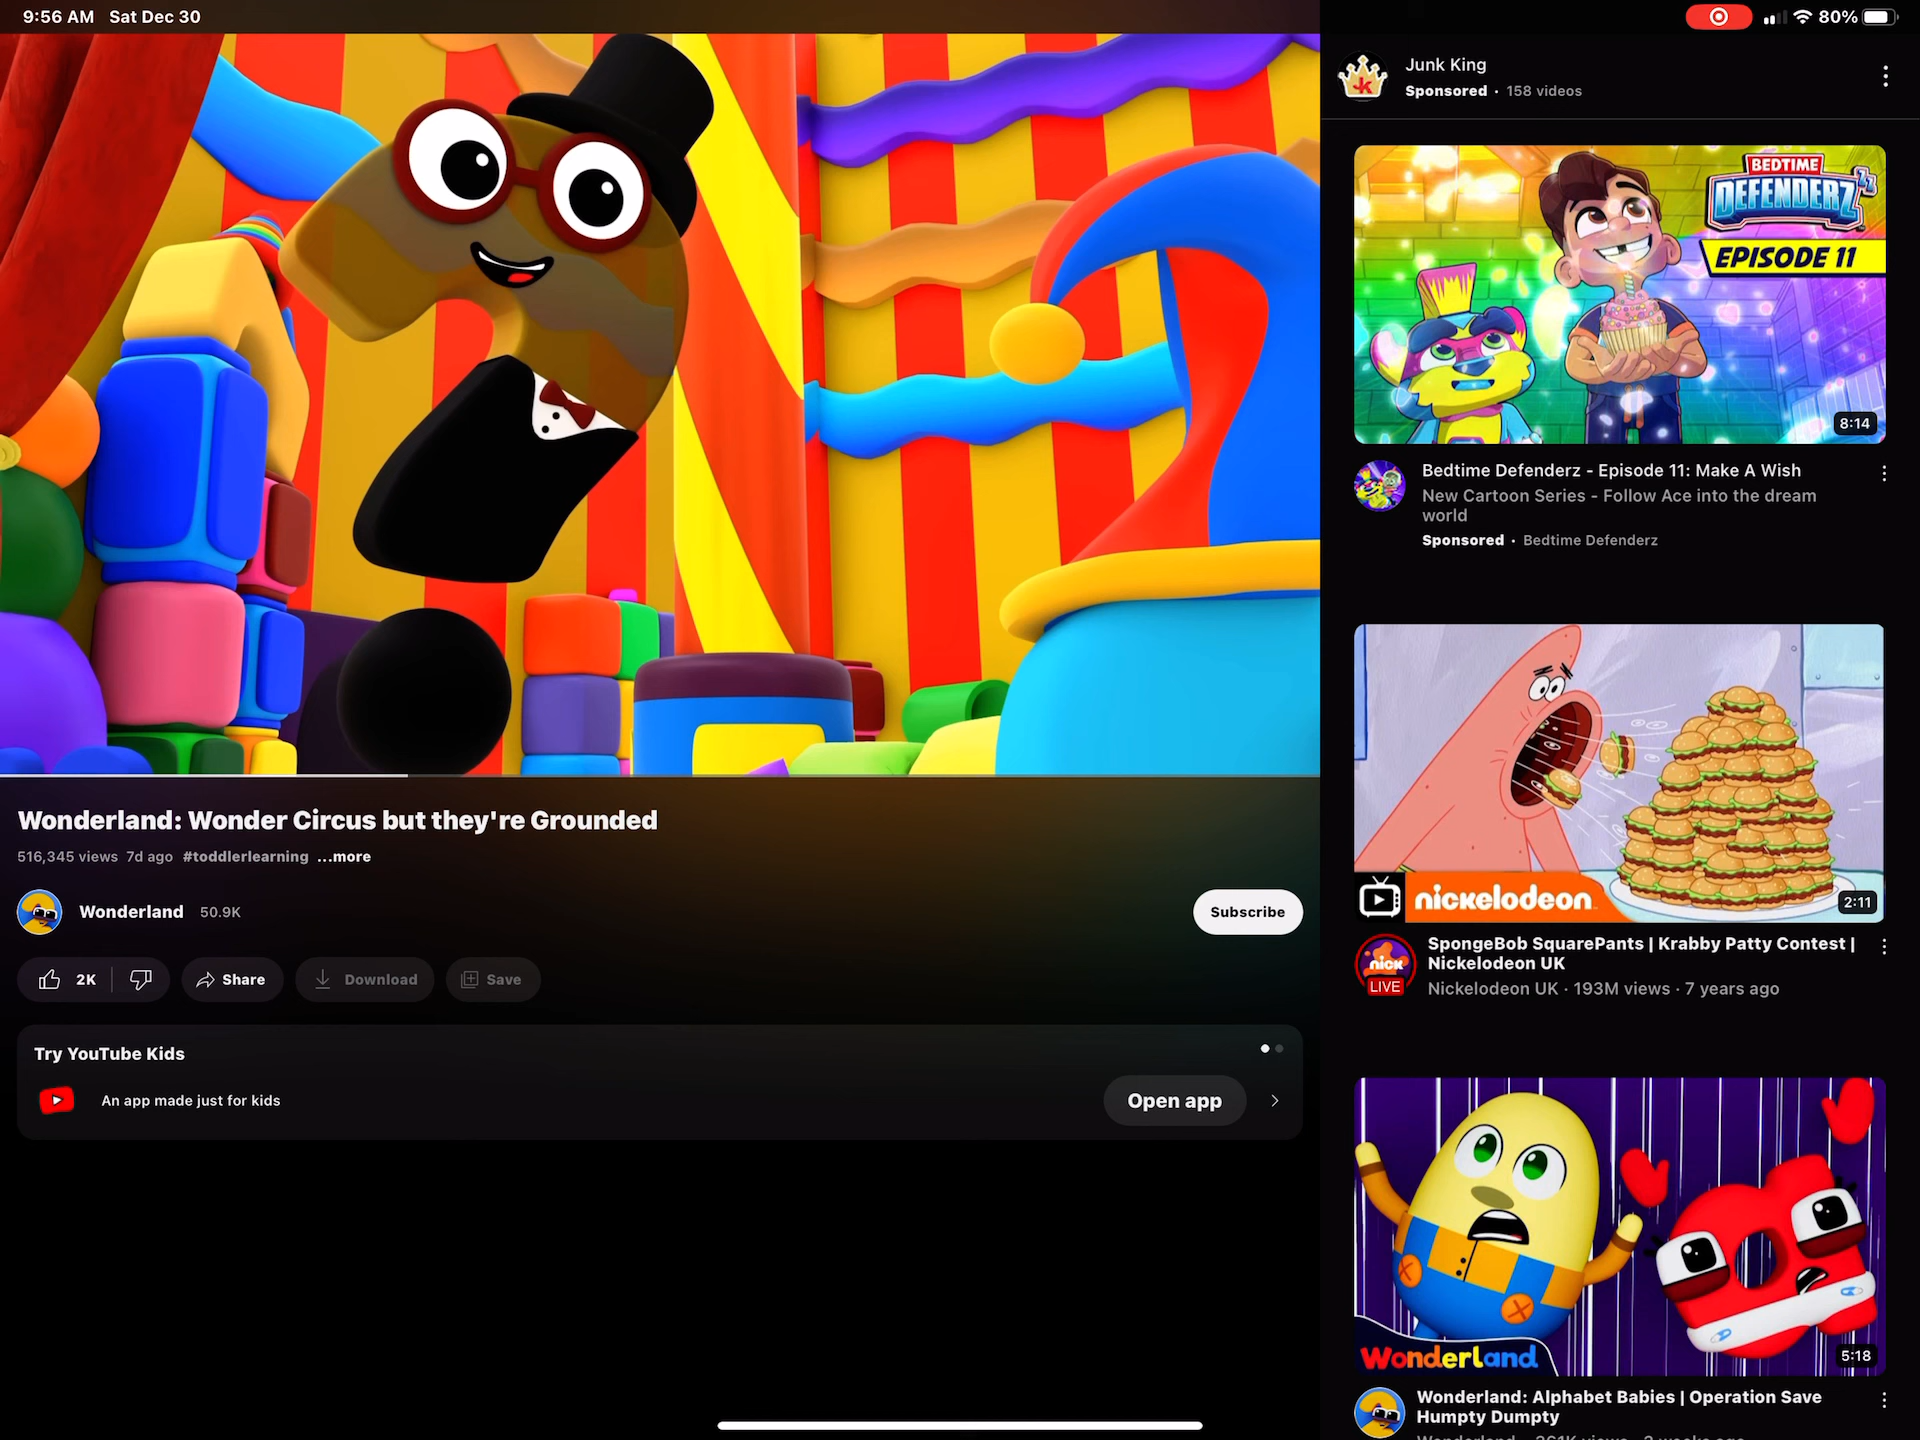 9:56 AM Sat Dec 30
80%
Wonderland: Wonder Circus but they're Grounded
516,345 views 7d ago #toddlerlearning ...more
Wonderland 50.9K
Subscribe
2K
Share
Download
Save
Try YouTube Kids
An app made just for kids
Open app
JK
Junk King
Sponsored · 158 videos
BEDTIME
DEFENDERZ
EPISODE 11
8:14
Bedtime Defenderz - Episode 11: Make A Wish
New Cartoon Series - Follow Ace into the dream
world
Sponsored · Bedtime Defenderz
nickelodeon
2:11
nick
LIVE
SpongeBob SquarePants | Krabby Patty Contest |
Nickelodeon UK
Nickelodeon UK · 193M views · 7 years ago
Wonderland
5:18
Wonderland: Alphabet Babies | Operation Save
Humpty Dumpty